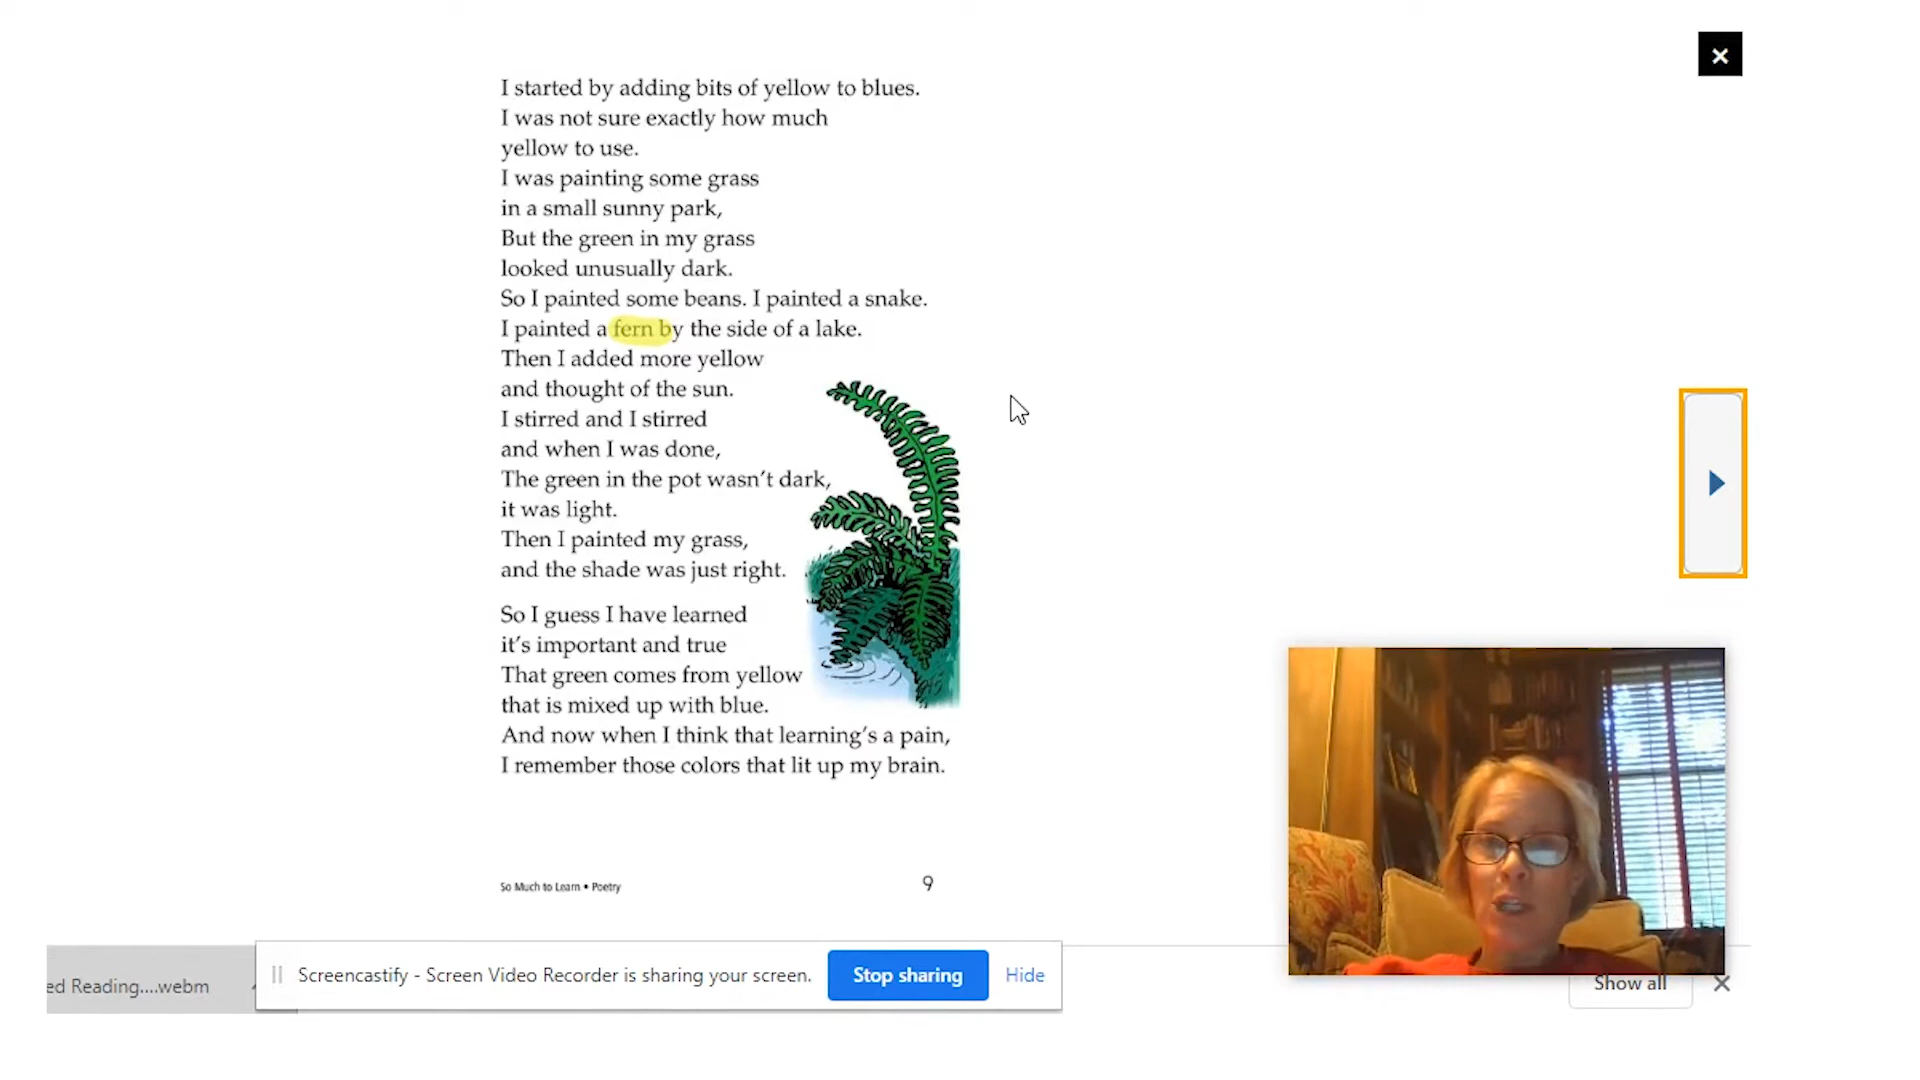 I started by adding bits of yellow to blues.
I was not sure exactly how much
yellow to use.
I was painting some grass
in a small sunny park,
But the green in my grass
looked unusually dark.
So I painted some beans. I painted a snake.
I painted a fern by the side of a lake.
Then I added more yellow
and thought of the sun.
I stirred and I stirred
and when I was done,
The green in the pot wasn't dark,
it was light.
Then I painted my grass,
and the shade was just right.
So I guess I have learned
it's important and true
That green comes from yellow
that is mixed up with blue.
And now when I think that learning's a pain,
I remember those colors that lit up my brain.
So Much to Learn • Poetry
9
ed Reading....webm
Screencastify - Screen Video Recorder is sharing your screen.
Stop sharing
Hide
Show all